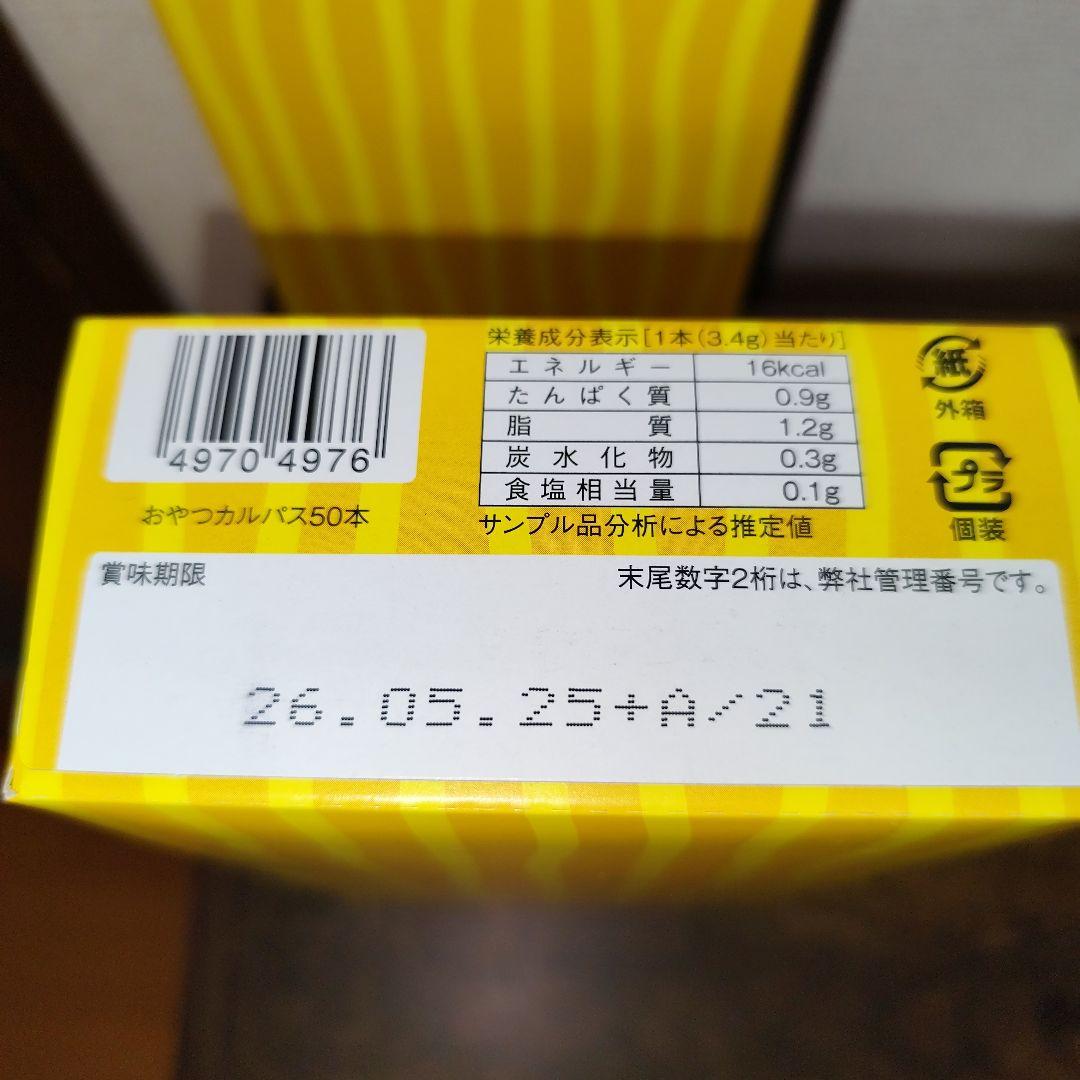 4970 4976
おやつカルパス50本
栄養成分表示[1本(3.4g)当たり]
エネルギー 16kcal
たんぱく質 0.9g
脂質 1.2g
炭水化物 0.3g
食塩相当量 0.1g
サンプル品分析による推定値
紙
外箱
プラ
個装
賞味期限
末尾数字2桁は、弊社管理番号です。
26.05.25+A/21